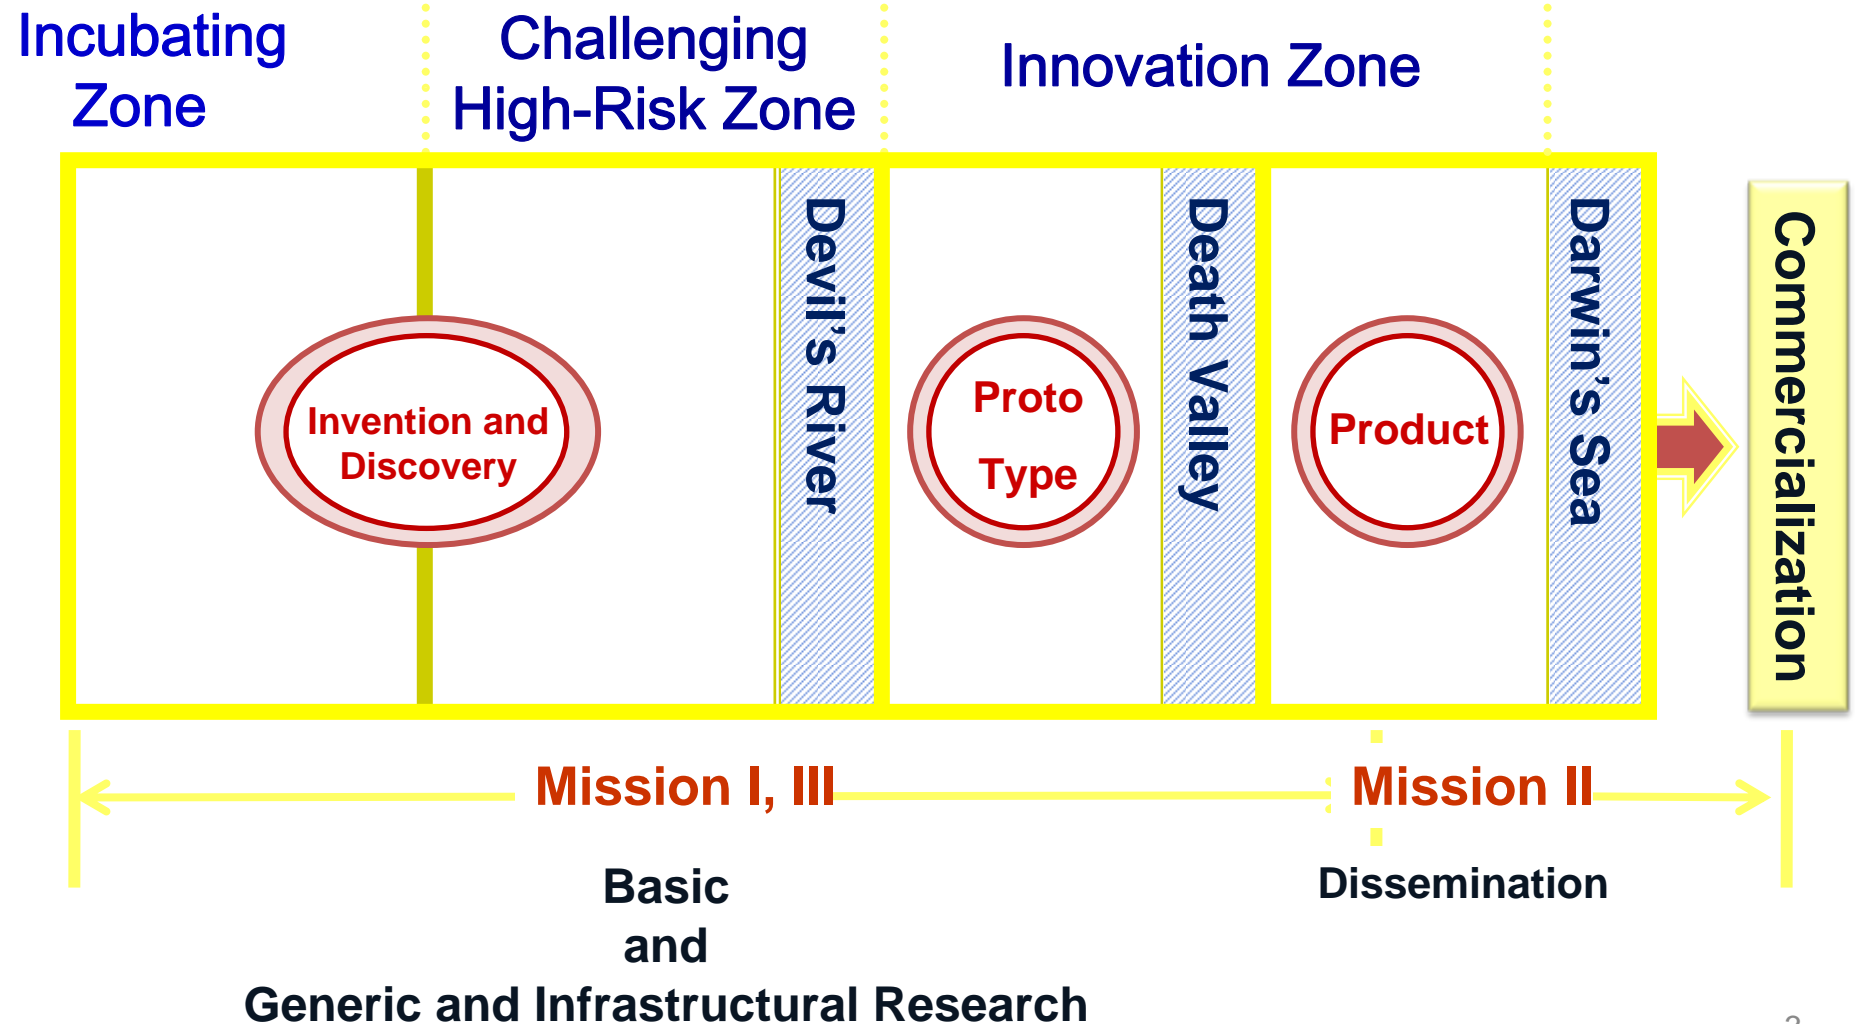 Incubating
Zone
Challenging
High-Risk Zone
Innovation Zone
Devil's River
Death Valley
Darwin's Sea
Commercialization
Invention and
Discovery
Proto
Type
Product
Mission I, III
Mission II
Basic
and
Generic and Infrastructural Research
Dissemination